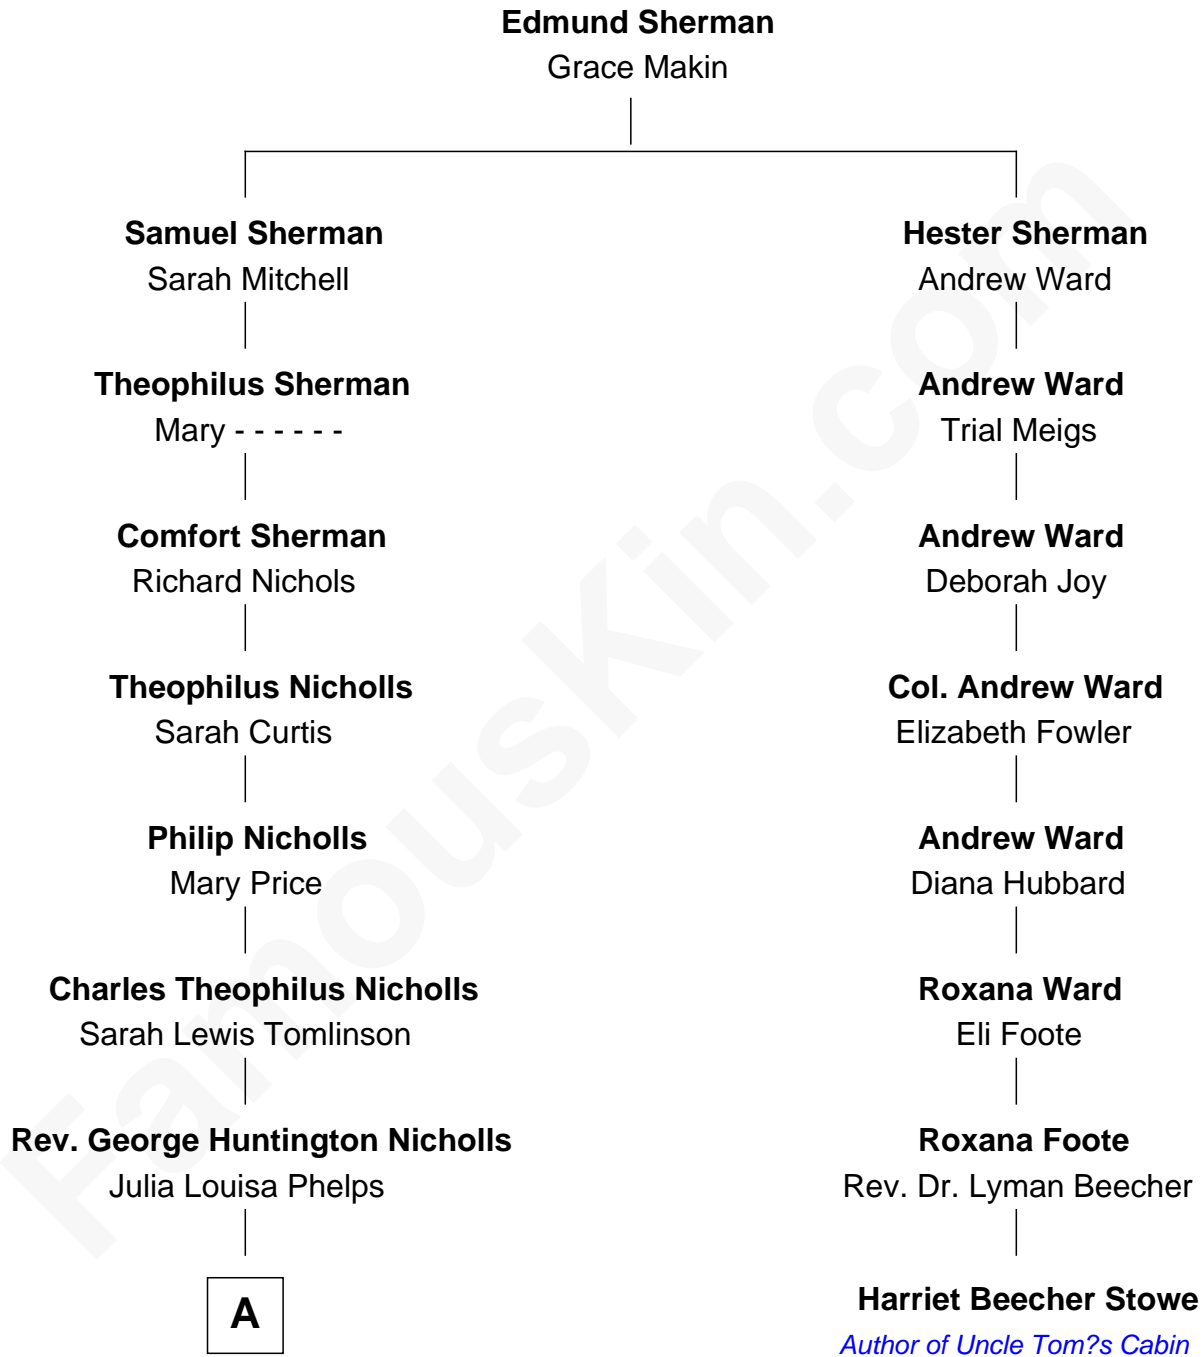 Edmund Sherman
Grace Makin
Samuel Sherman
Sarah Mitchell
Hester Sherman
Andrew Ward
Theophilus Sherman
Mary - - - - - -
Andrew Ward
Trial Meigs
Comfort Sherman
Richard Nichols
Andrew Ward
Deborah Joy
Theophilus Nicholls
Sarah Curtis
Col. Andrew Ward
Elizabeth Fowler
Philip Nicholls
Mary Price
Andrew Ward
Diana Hubbard
Charles Theophilus Nicholls
Sarah Lewis Tomlinson
Roxana Ward
Eli Foote
Rev. George Huntington Nicholls
Julia Louisa Phelps
Roxana Foote
Rev. Dr. Lyman Beecher
A
Harriet Beecher Stowe
Author of Uncle Tom?s Cabin
FamousKin.com